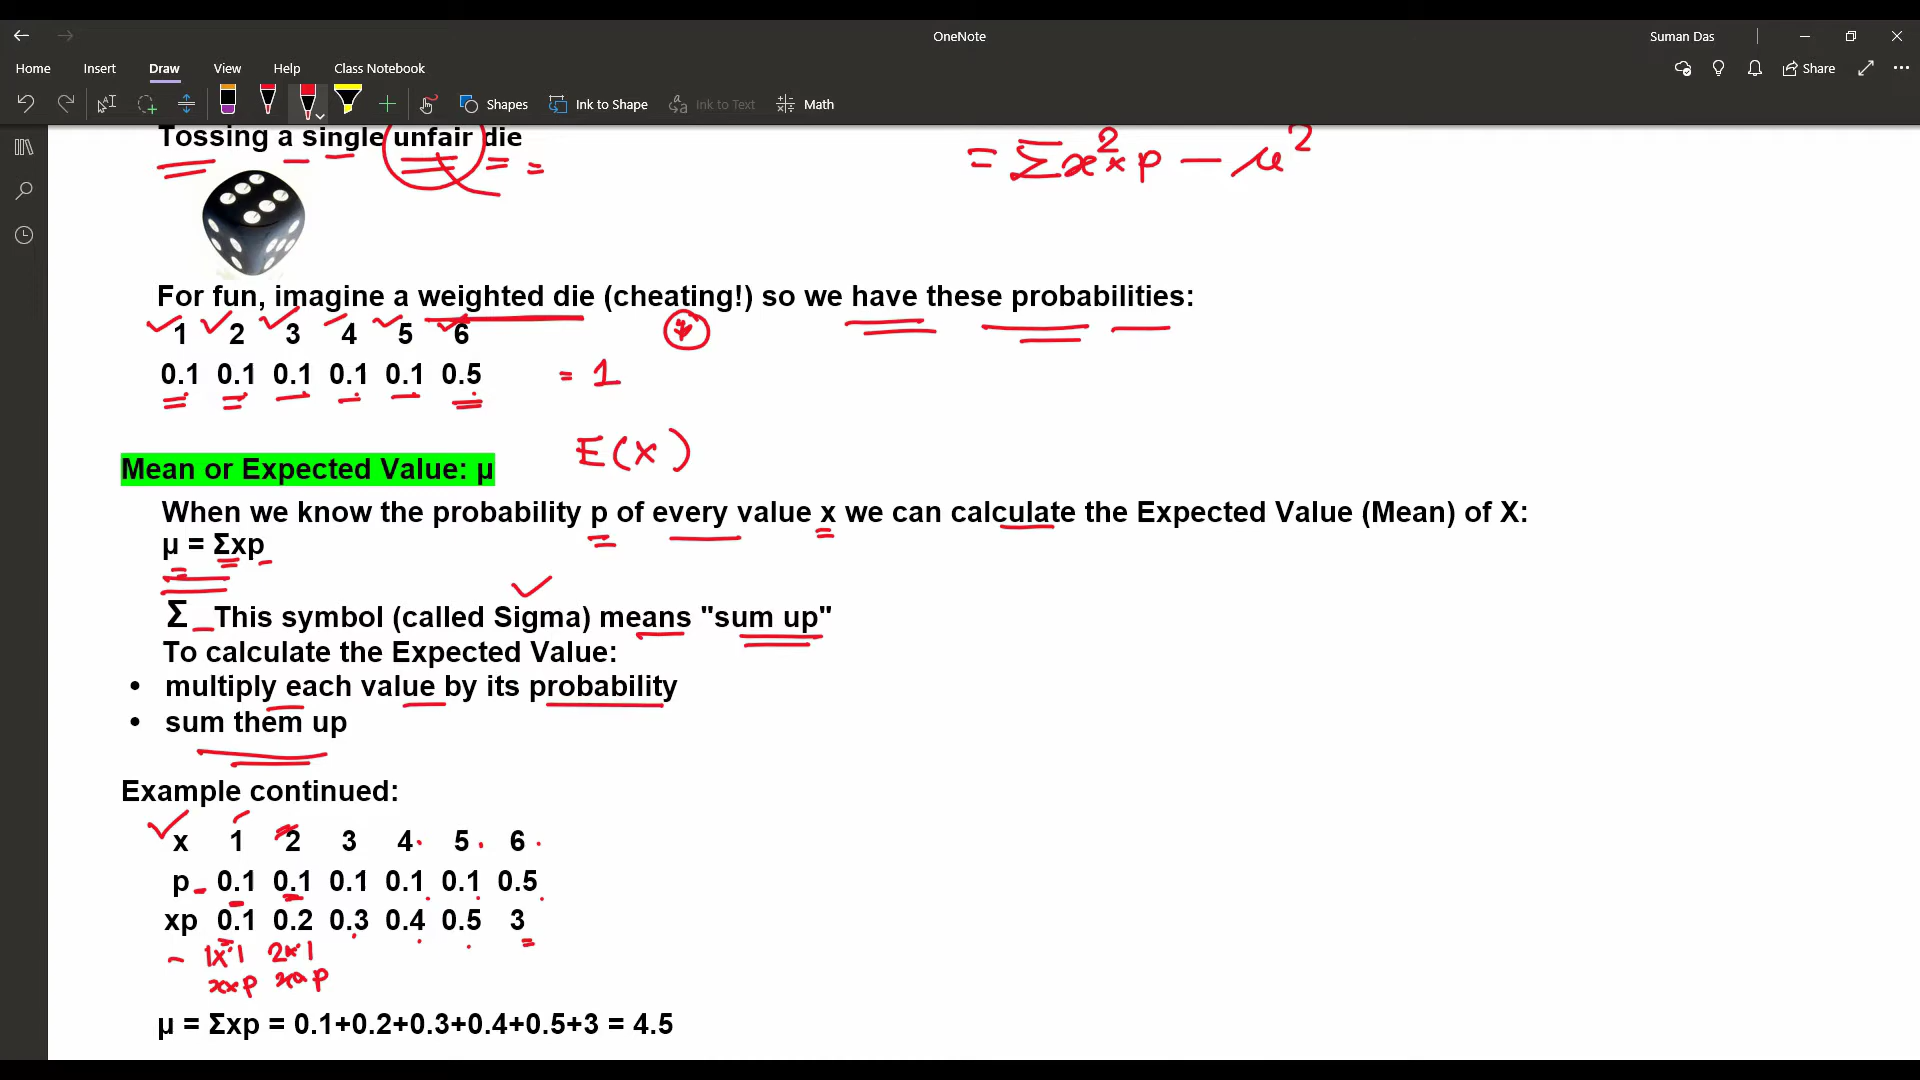 OneNote
Suman Das
Home Insert Draw View Help Class Notebook
Share
Shapes Ink to Shape Ink to Text Math
Tossing a single unfair die
= Σx²×p − μ²
For fun, imagine a weighted die (cheating!) so we have these probabilities:
1 2 3 4 5 6
0.1 0.1 0.1 0.1 0.1 0.5 = 1
E(x)
Mean or Expected Value: μ
When we know the probability p of every value x we can calculate the Expected Value (Mean) of X:
μ = Σxp
Σ This symbol (called Sigma) means "sum up"
To calculate the Expected Value:
• multiply each value by its probability
• sum them up
Example continued:
x 1 2 3 4 5 6
p 0.1 0.1 0.1 0.1 0.1 0.5
xp 0.1 0.2 0.3 0.4 0.5 3
1×.1 2×.1
x×p x×p
μ = Σxp = 0.1+0.2+0.3+0.4+0.5+3 = 4.5